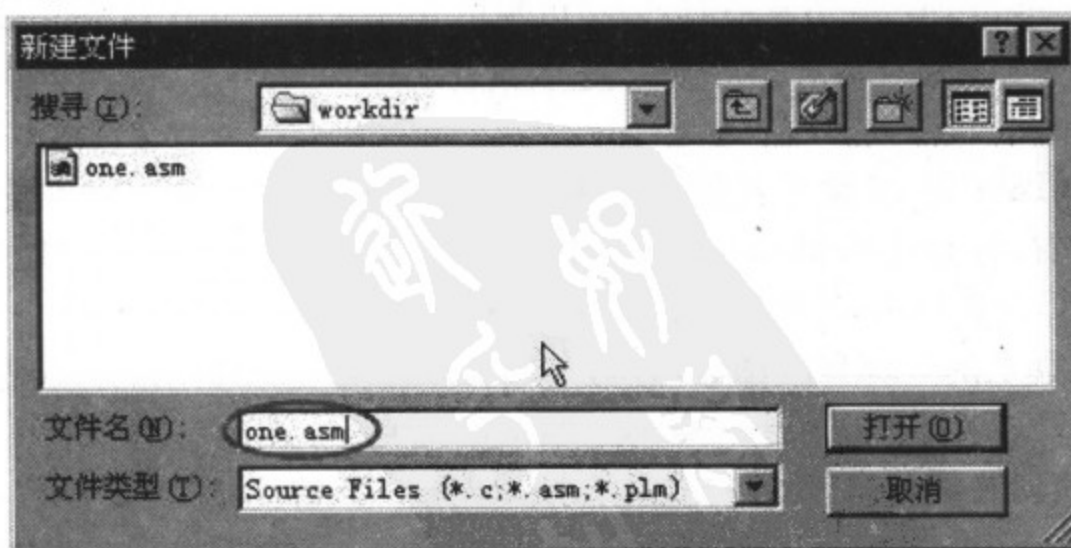 新建文件
搜寻(I):
workdir
one.asm
文件名(N):
one.asm
打开(O)
文件类型(T):
Source Files (*.c;*.asm;*.plm)
取消